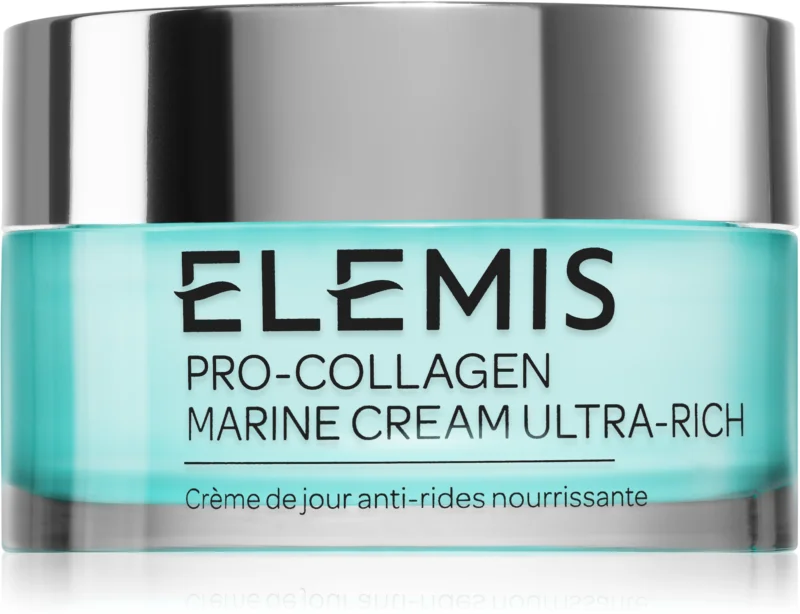 ELEMIS
PRO-COLLAGEN
MARINE CREAM ULTRA-RICH
Crème de jour anti-rides nourrissante